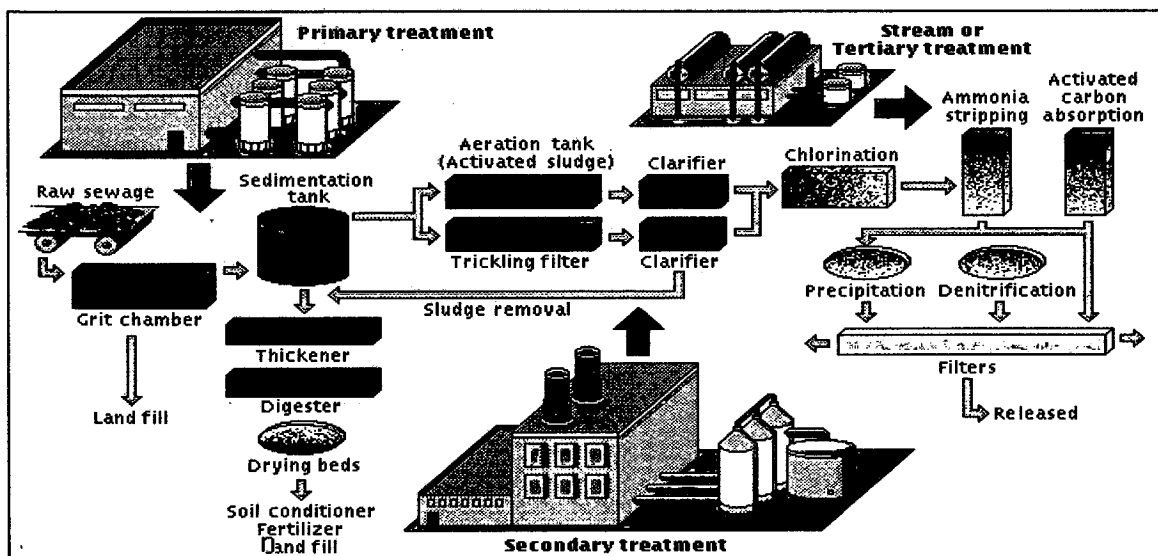 Primary treatment
Stream or
Tertiary treatment
Raw sewage
Sedimentation
tank
Aeration tank
(Activated sludge)
Clarifier
Chlorination
Ammonia
stripping
Activated
carbon
absorption
Trickling filter
Clarifier
Grit chamber
Sludge removal
Precipitation
Denitrification
Thickener
Filters
Land fill
Digester
Released
Drying beds
Soil conditioner
Fertilizer
Land fill
Secondary treatment